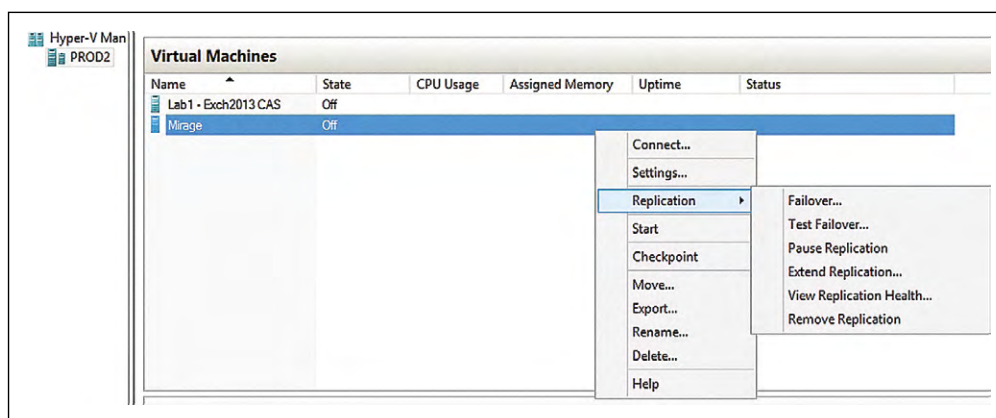 Hyper-V Man
PROD2
Virtual Machines
Name State CPU Usage Assigned Memory Uptime Status
Lab1 - Exch2013 CAS Off
Mirage Off
Connect...
Settings...
Replication
Start
Checkpoint
Move...
Export...
Rename...
Delete...
Help
Failover...
Test Failover...
Pause Replication
Extend Replication...
View Replication Health...
Remove Replication